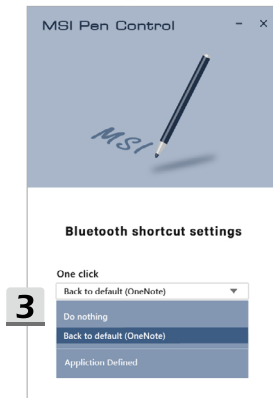 MSI Pen Control
MSI
Bluetooth shortcut settings
One click
Back to default (OneNote)
3
Do nothing
Back to default (OneNote)
Appliction Defined